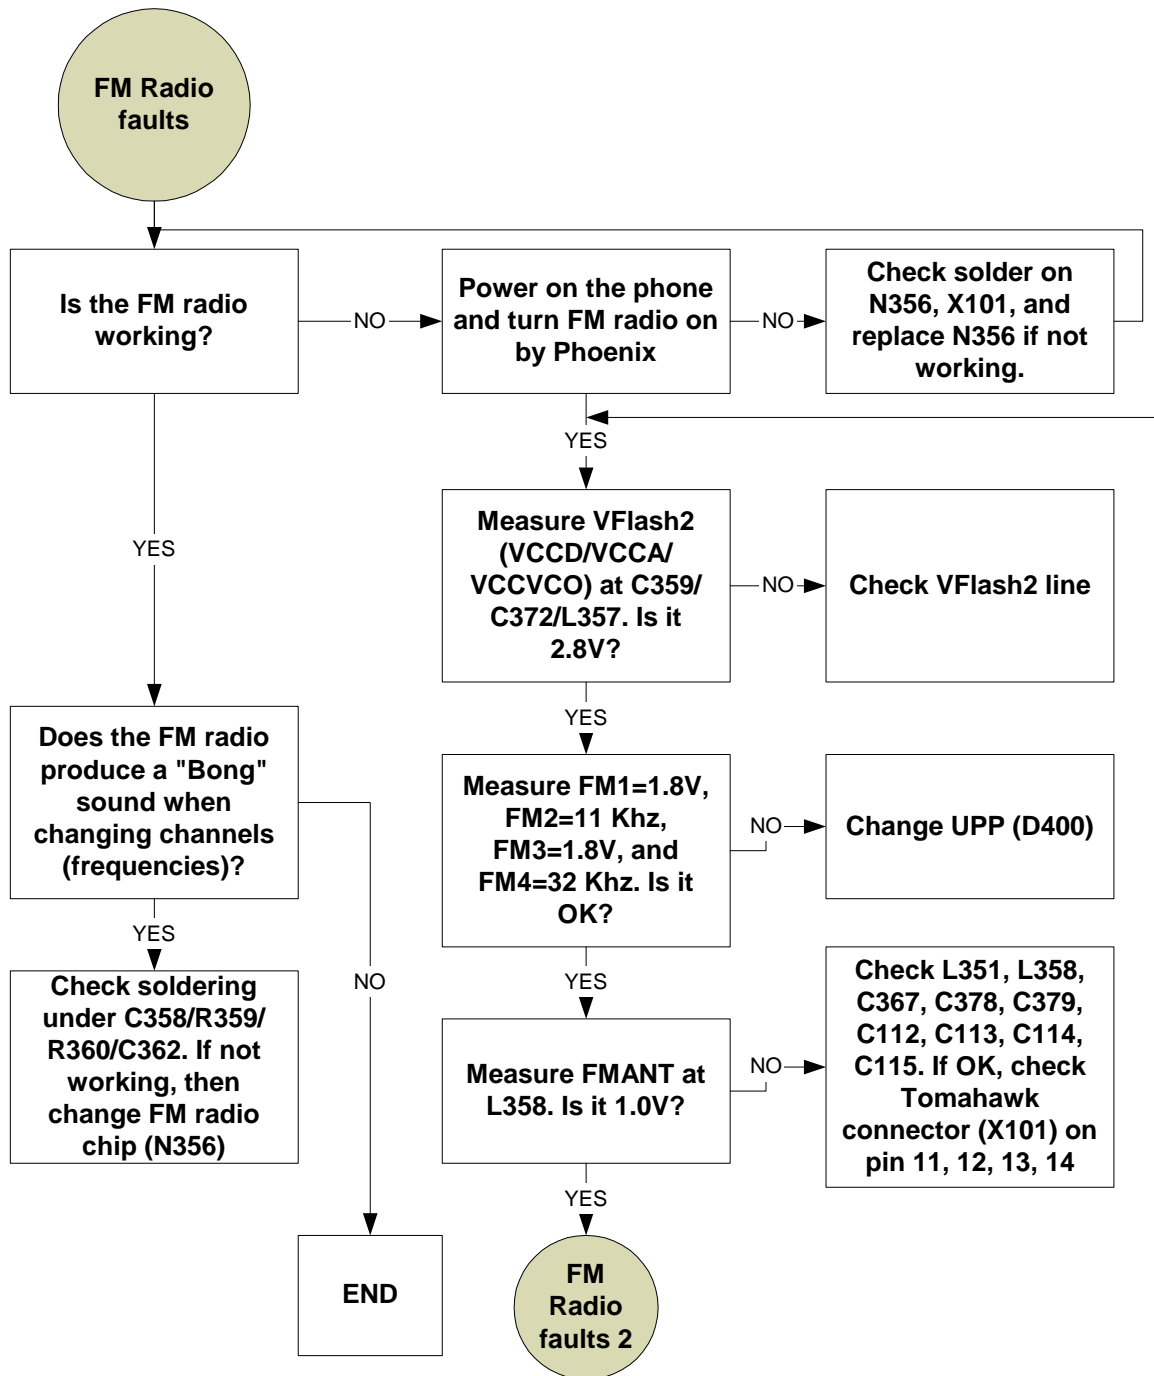 FM Radio
faults
Is the FM radio
working?
NO
Power on the phone
and turn FM radio on
by Phoenix
NO
Check solder on
N356, X101, and
replace N356 if not
working.
YES
YES
Measure VFlash2
(VCCD/VCCA/
VCCVCO) at C359/
C372/L357. Is it
2.8V?
NO
Check VFlash2 line
YES
Does the FM radio
produce a "Bong"
sound when
changing channels
(frequencies)?
Measure FM1=1.8V,
FM2=11 Khz,
FM3=1.8V, and
FM4=32 Khz. Is it
OK?
NO
Change UPP (D400)
YES
NO
YES
Check soldering
under C358/R359/
R360/C362. If not
working, then
change FM radio
chip (N356)
Measure FMANT at
L358. Is it 1.0V?
NO
Check L351, L358,
C367, C378, C379,
C112, C113, C114,
C115. If OK, check
Tomahawk
connector (X101) on
pin 11, 12, 13, 14
YES
END
FM
Radio
faults 2